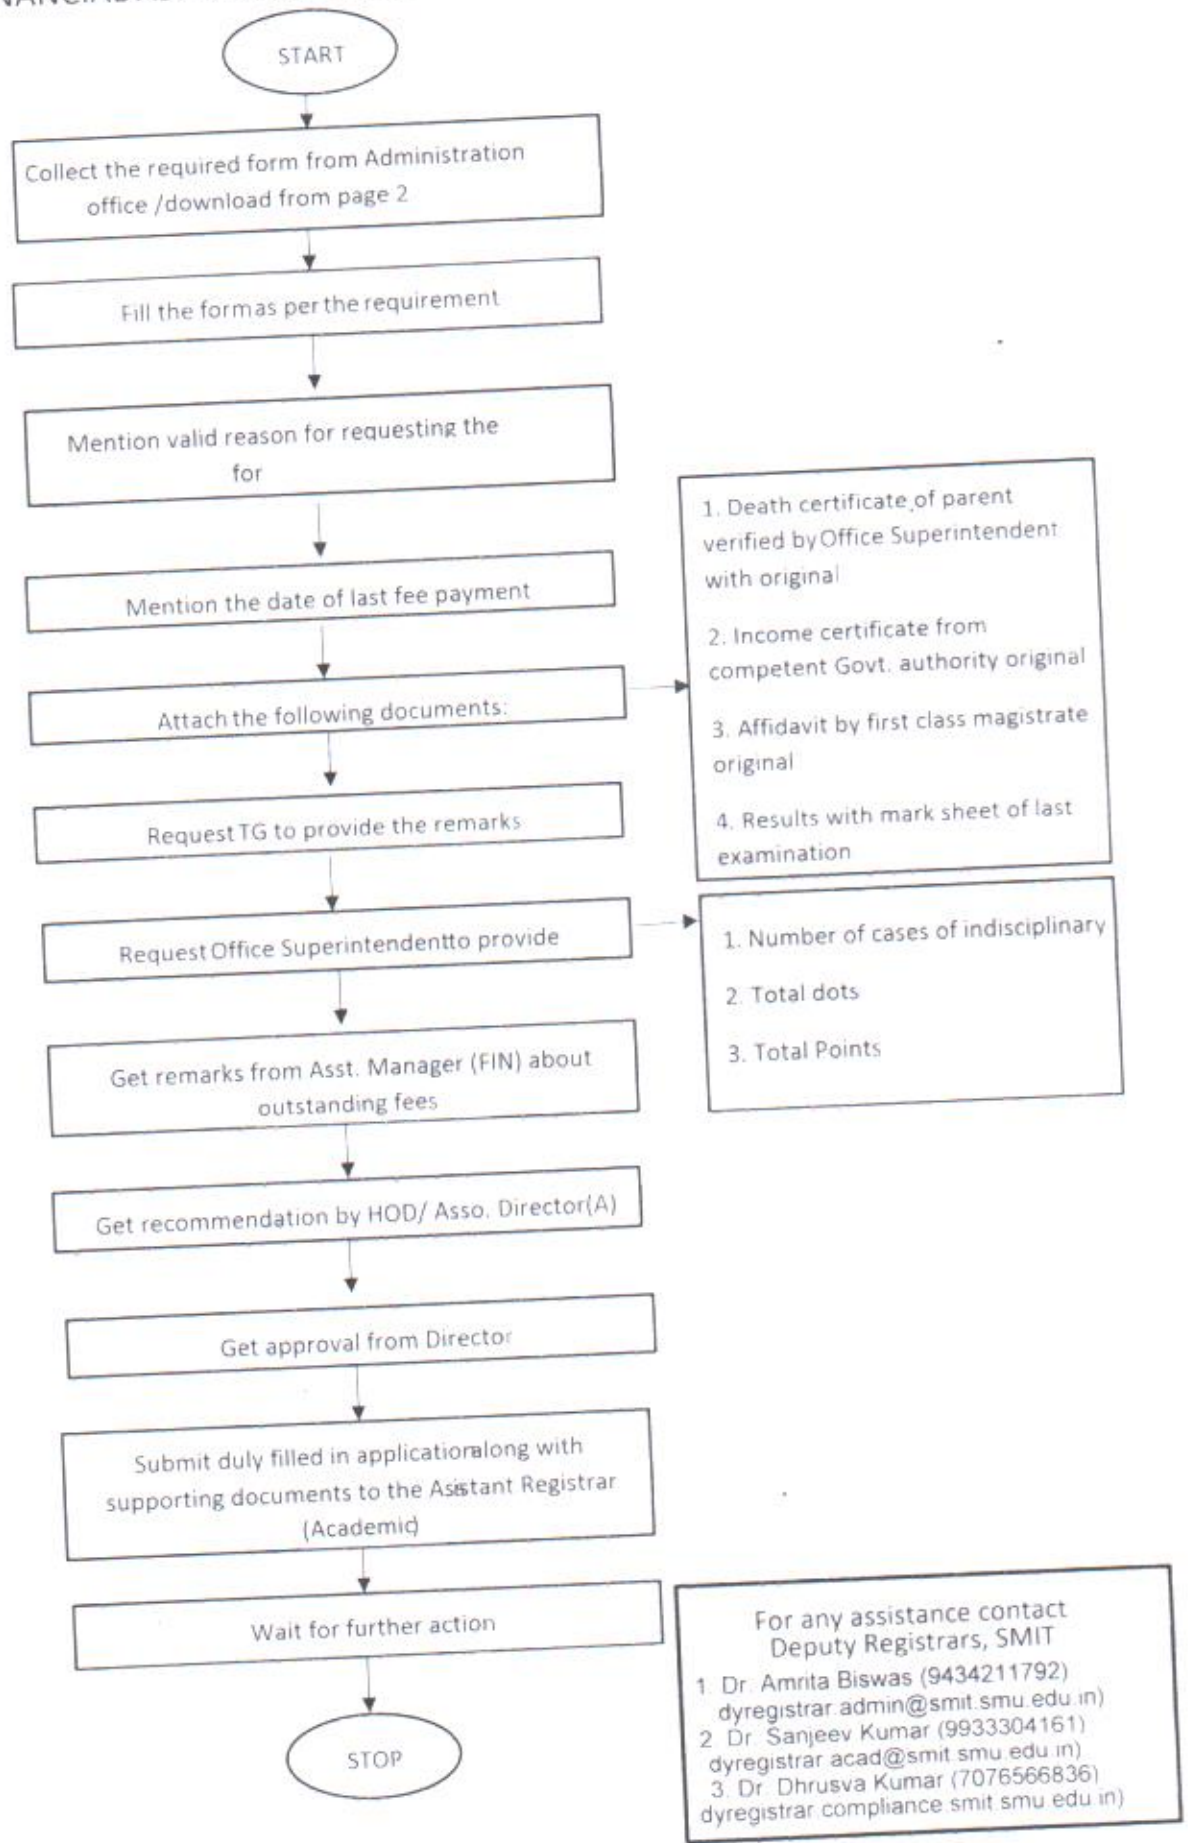 START
Collect the required form from Administration
office /download from page 2
Fill the formas per the requirement
Mention valid reason for requesting the
for
Mention the date of last fee payment
Attach the following documents:
1. Death certificate of parent
verified by Office Superintendent
with original
2. Income certificate from
competent Govt. authority original
3. Affidavit by first class magistrate
original
4. Results with mark sheet of last
examination
Request TG to provide the remarks
Request Office Superintendentto provide
1. Number of cases of indisciplinary
2. Total dots
3. Total Points
Get remarks from Asst. Manager (FIN) about
outstanding fees
Get recommendation by HOD/ Asso. Director(A)
Get approval from Director
Submit duly filled in applicationalong with
supporting documents to the Assistant Registrar
(Academic)
Wait for further action
STOP
For any assistance contact
Deputy Registrars, SMIT
1. Dr. Amrita Biswas (9434211792)
dyregistrar.admin@smit.smu.edu.in)
2. Dr. Sanjeev Kumar (9933304161)
dyregistrar.acad@smit.smu.edu.in)
3. Dr. Dhrusva Kumar (7076566836)
dyregistrar.compliance.smit.smu.edu.in)